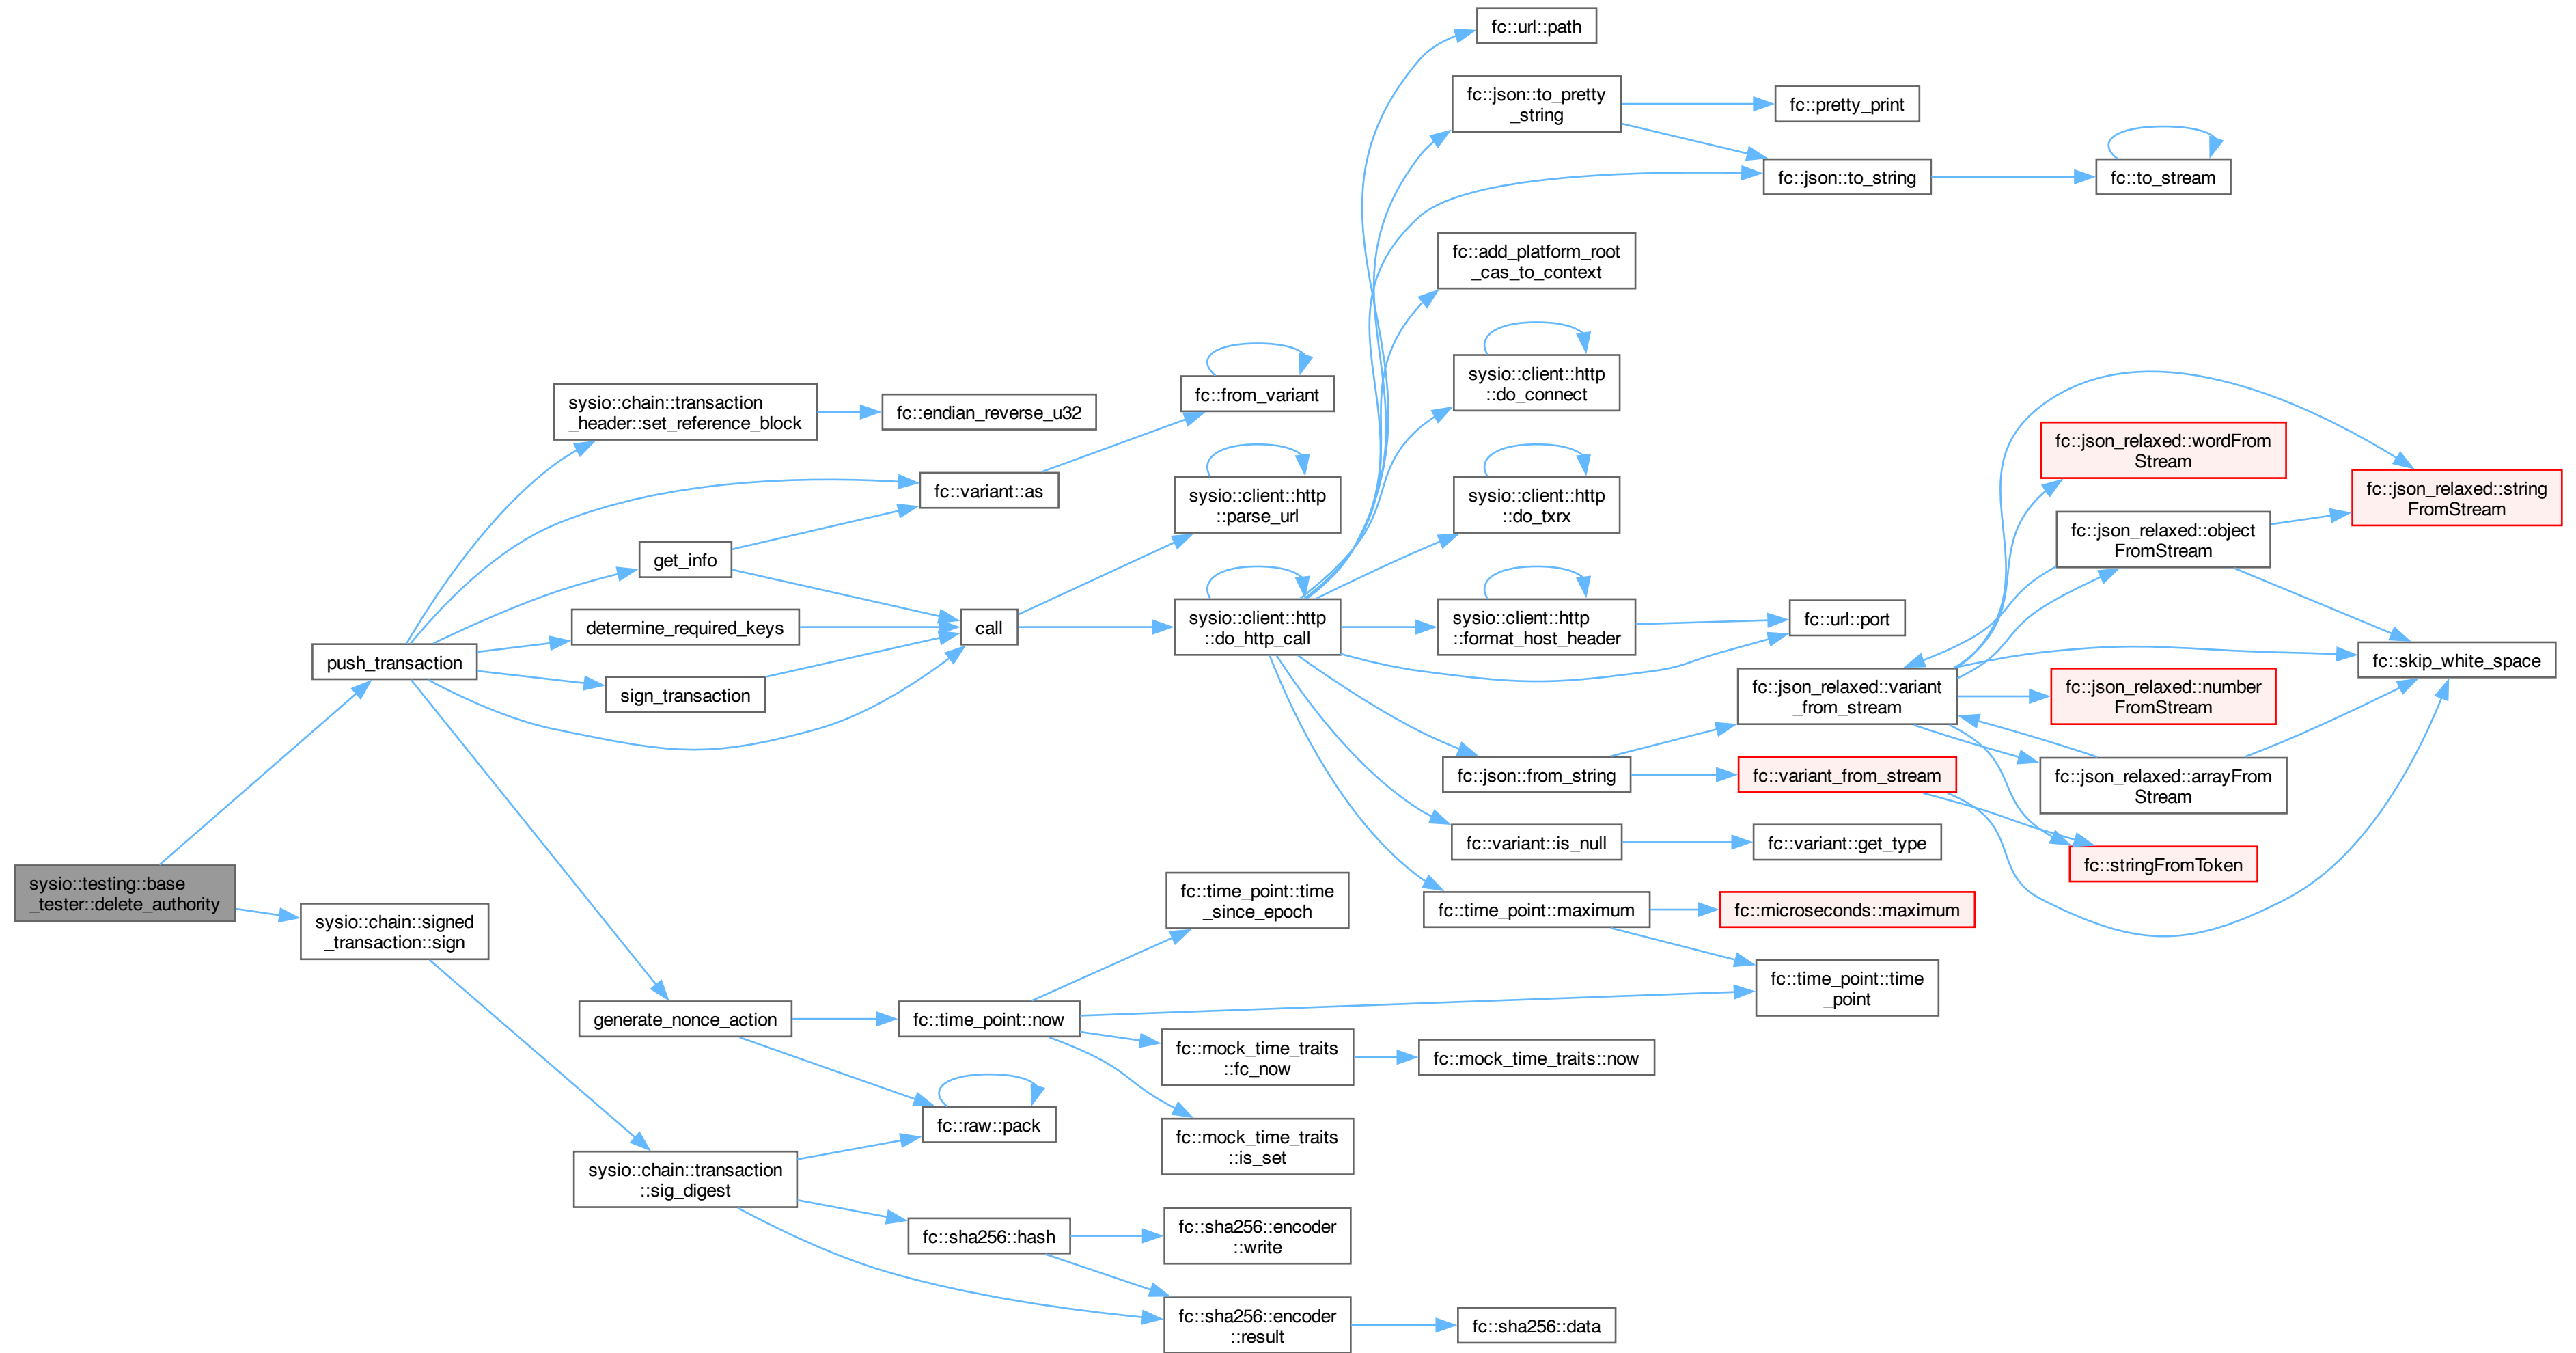 fc::url::path
fc::json::to_pretty
_string
fc::pretty_print
fc::json::to_string
fc::to_stream
fc::add_platform_root
_cas_to_context
sysio::client::http
::do_connect
fc::from_variant
sysio::chain::transaction
_header::set_reference_block
fc::endian_reverse_u32
fc::variant::as
sysio::client::http
::parse_url
sysio::client::http
::do_txrx
fc::json_relaxed::wordFrom
Stream
fc::json_relaxed::string
FromStream
fc::json_relaxed::object
FromStream
get_info
determine_required_keys
call
sysio::client::http
::do_http_call
sysio::client::http
::format_host_header
fc::url::port
push_transaction
sign_transaction
fc::json_relaxed::variant
_from_stream
fc::json_relaxed::number
FromStream
fc::skip_white_space
fc::json::from_string
fc::variant_from_stream
fc::json_relaxed::arrayFrom
Stream
fc::variant::is_null
fc::variant::get_type
fc::stringFromToken
sysio::testing::base
_tester::delete_authority
sysio::chain::signed
_transaction::sign
fc::time_point::time
_since_epoch
fc::time_point::maximum
fc::microseconds::maximum
fc::time_point::time
_point
generate_nonce_action
fc::time_point::now
fc::mock_time_traits
::fc_now
fc::mock_time_traits::now
fc::raw::pack
fc::mock_time_traits
::is_set
sysio::chain::transaction
::sig_digest
fc::sha256::hash
fc::sha256::encoder
::write
fc::sha256::encoder
::result
fc::sha256::data